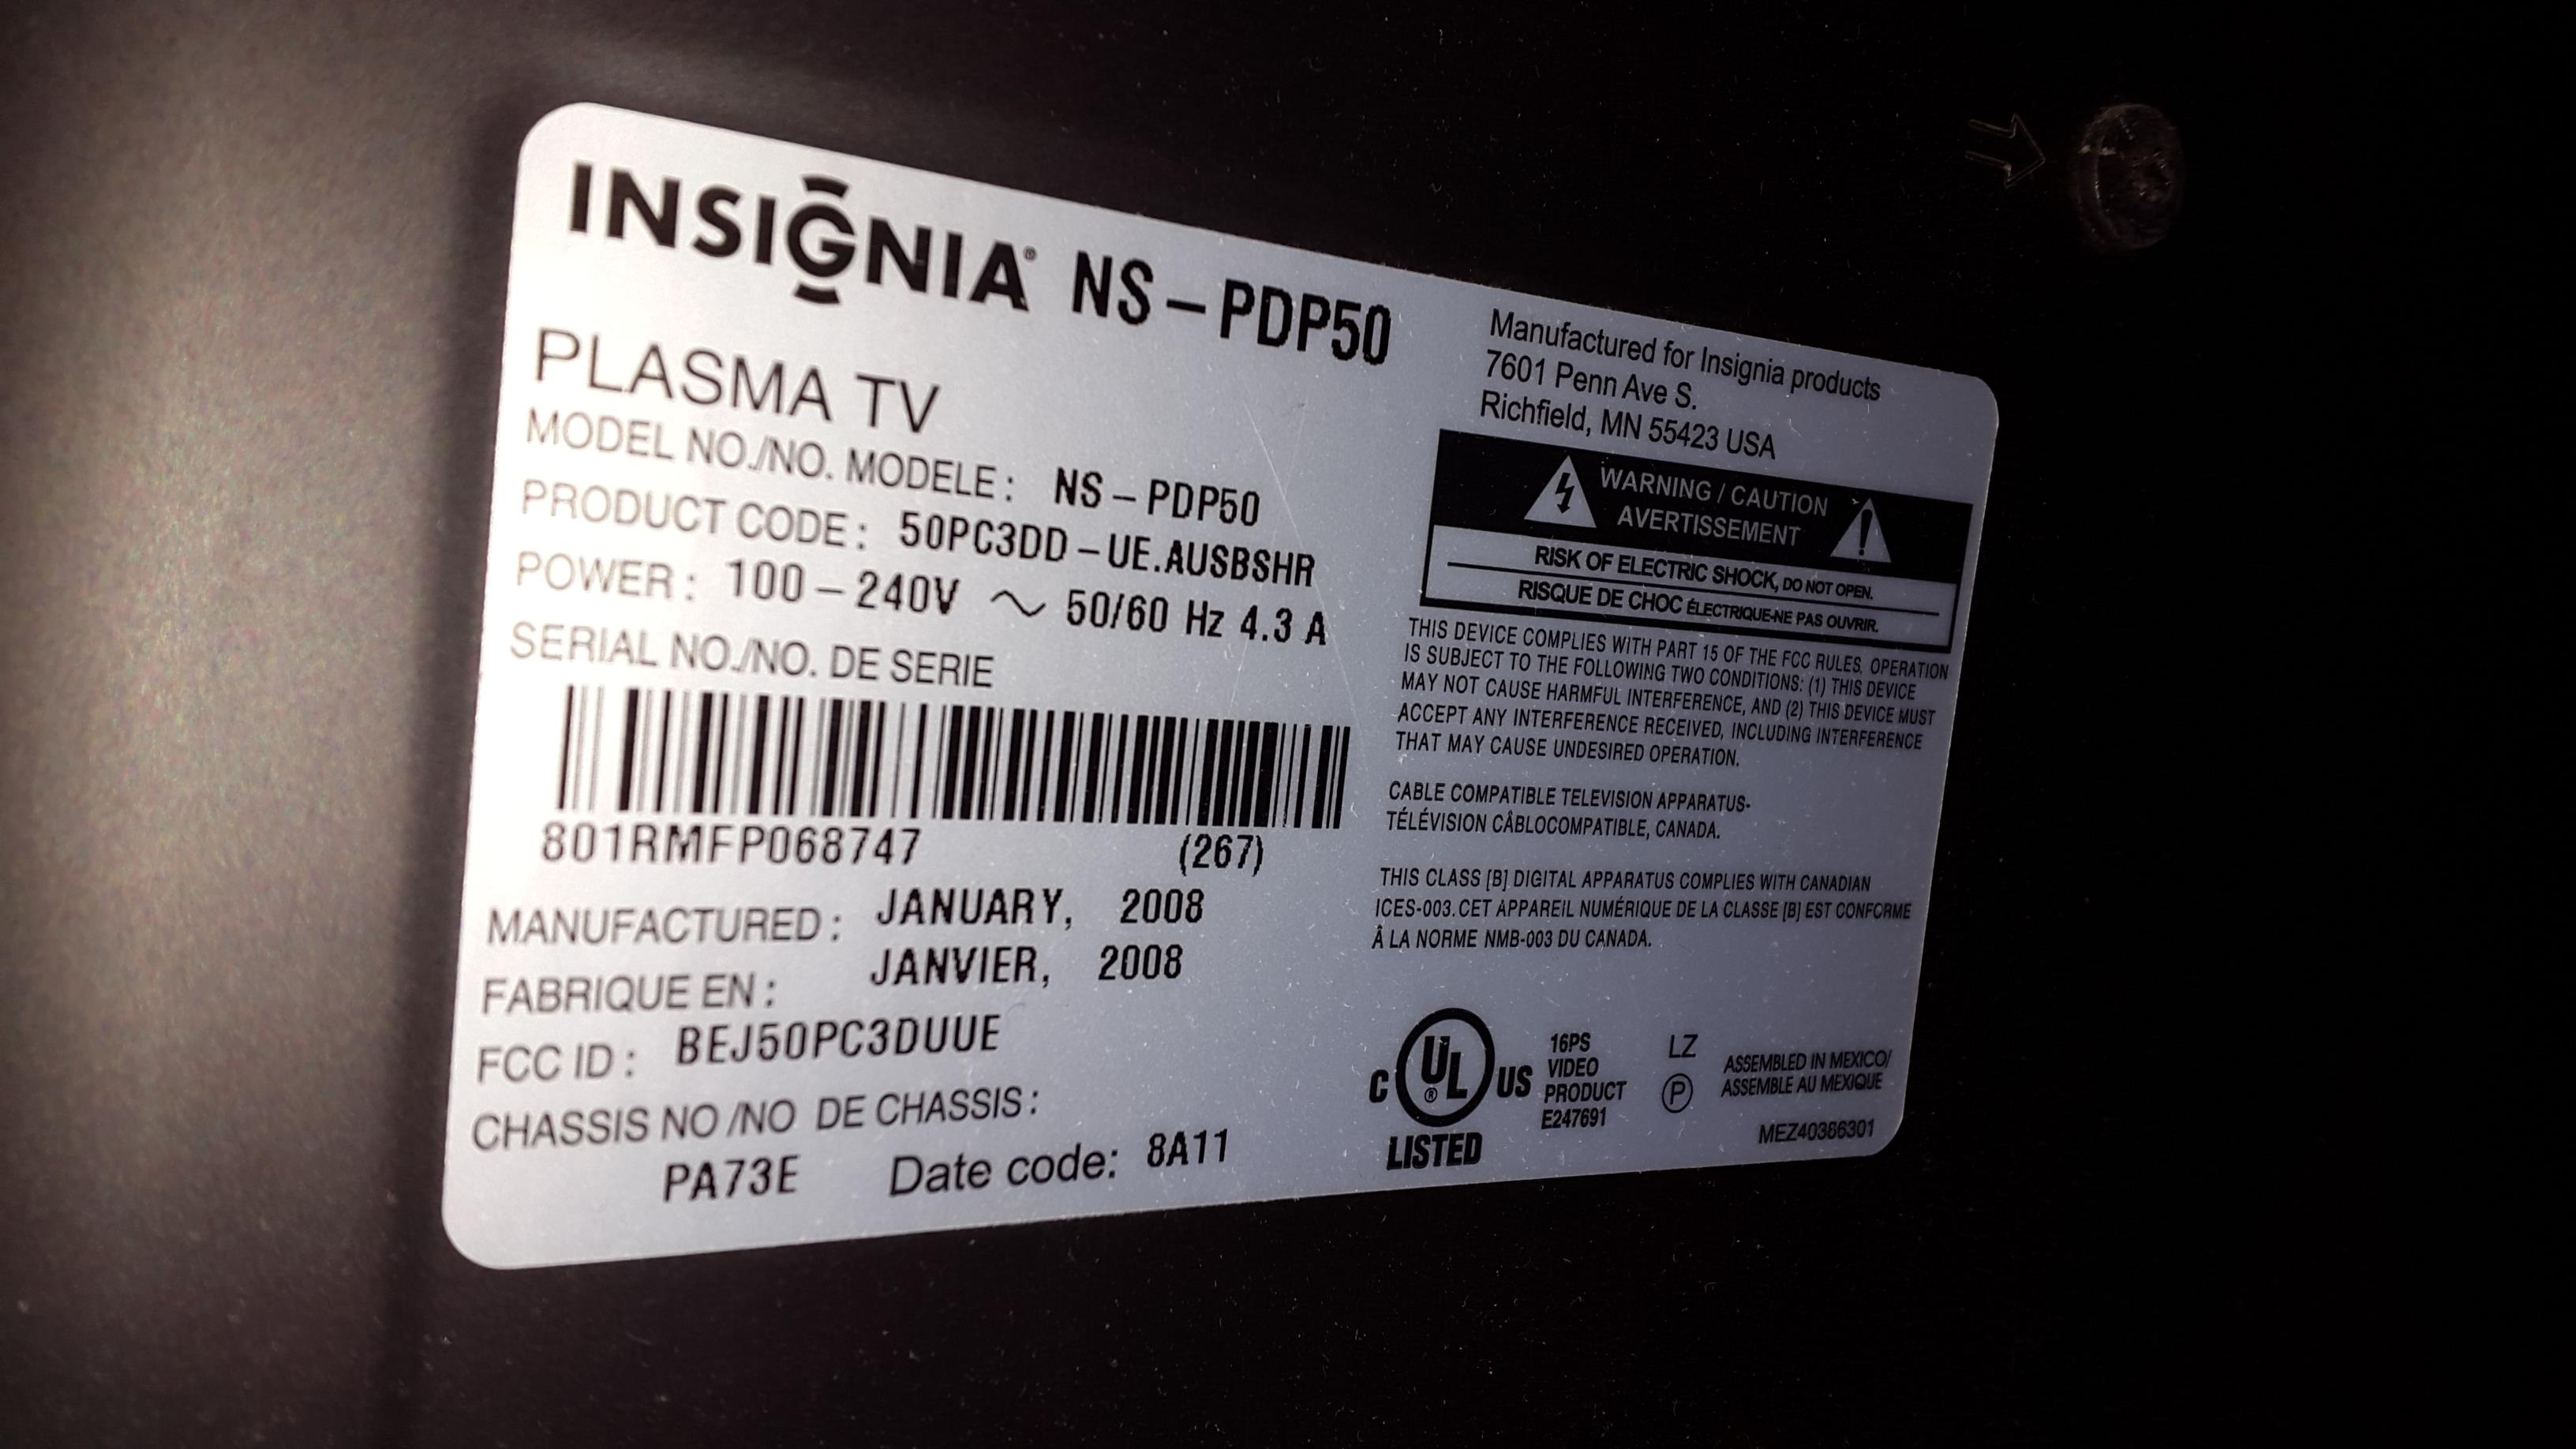 INSIGNIA® NS-PDP50
PLASMA TV
MODEL NO./NO. MODELE: NS-PDP50
PRODUCT CODE: 50PC3DD-UE.AUSBSHR
POWER: 100-240V ~ 50/60 Hz 4.3 A
SERIAL NO./NO. DE SERIE
801RMFP068747 (267)
MANUFACTURED: JANUARY, 2008
FABRIQUE EN: JANVIER, 2008
FCC ID: BEJ50PC3DUUE
CHASSIS NO /NO DE CHASSIS:
PA73E Date code: 8A11
Manufactured for Insignia products
7601 Penn Ave S.
Richfield, MN 55423 USA
WARNING / CAUTION
AVERTISSEMENT
RISK OF ELECTRIC SHOCK, DO NOT OPEN.
RISQUE DE CHOC ÉLECTRIQUE-NE PAS OUVRIR.
THIS DEVICE COMPLIES WITH PART 15 OF THE FCC RULES. OPERATION
IS SUBJECT TO THE FOLLOWING TWO CONDITIONS: (1) THIS DEVICE
MAY NOT CAUSE HARMFUL INTERFERENCE, AND (2) THIS DEVICE MUST
ACCEPT ANY INTERFERENCE RECEIVED, INCLUDING INTERFERENCE
THAT MAY CAUSE UNDESIRED OPERATION.
CABLE COMPATIBLE TELEVISION APPARATUS-
TÉLÉVISION CÂBLOCOMPATIBLE, CANADA.
THIS CLASS [B] DIGITAL APPARATUS COMPLIES WITH CANADIAN
ICES-003. CET APPAREIL NUMÉRIQUE DE LA CLASSE [B] EST CONFORME
Â LA NORME NMB-003 DU CANADA.
C UL® US
LISTED
16PS
VIDEO
PRODUCT
E247691
LZ
P
ASSEMBLED IN MEXICO/
ASSEMBLE AU MEXIQUE
MEZ40366301